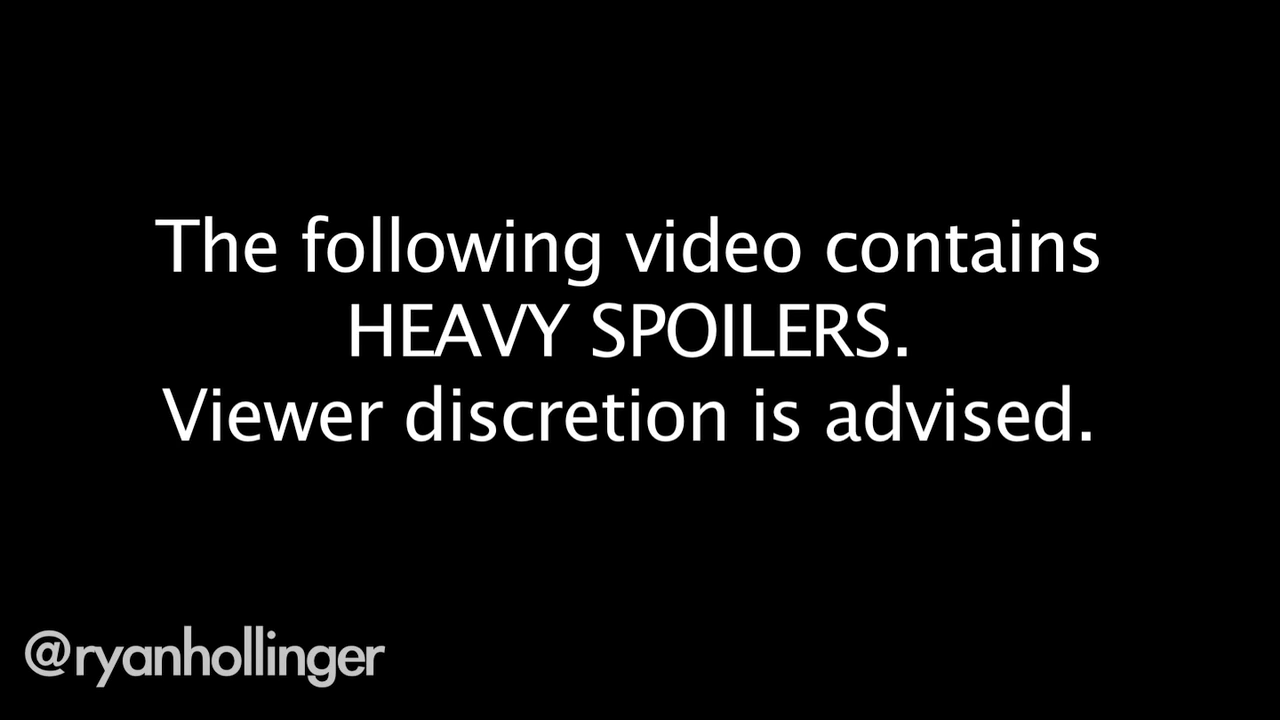 The following video contains
HEAVY SPOILERS.
Viewer discretion is advised.
@ryanhollinger